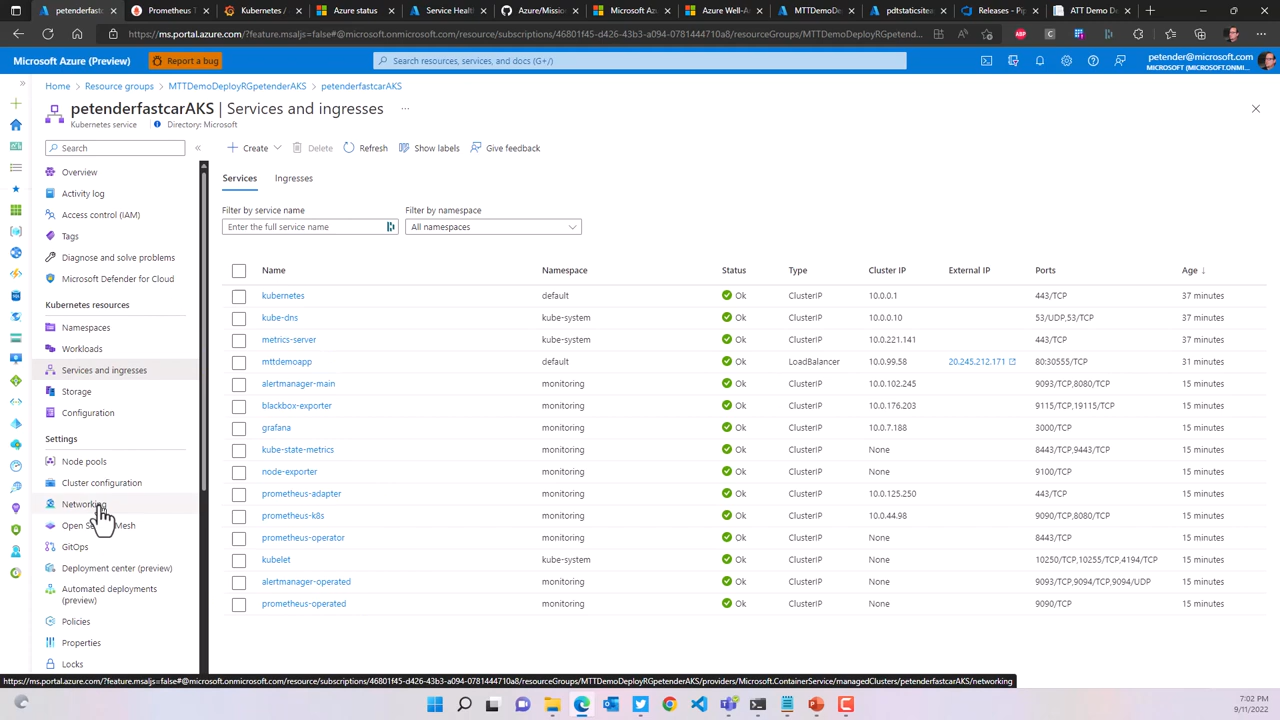 petenderfast
Prometheus T
Kubernetes /
Azure status
Service Healt
Azure/Missio
Microsoft Az
Azure Well-A
MTTDemoDe
pdtstaticsite
Releases - Pip
ATT Demo D
https://ms.portal.azure.com/?feature.msaljs=false#@microsoft.onmicrosoft.com/resource/subscriptions/46801f45-d426-43b3-a094-0781444457d0/resourceGroups/MTTDemoDeployRGpetend...
Microsoft Azure (Preview)
Report a bug
Search resources, services, and docs (G+/)
petender@microsoft.com
MICROSOFT (MICROSOFT.ONMI...
Home > Resource groups > MTTDemoDeployRGpetenderAKS > petenderfastcarAKS
petenderfastcarAKS | Services and ingresses ...
Kubernetes service Directory: Microsoft
Search
Create Delete Refresh Show labels Give feedback
Overview
Activity log
Access control (IAM)
Tags
Diagnose and solve problems
Microsoft Defender for Cloud
Kubernetes resources
Namespaces
Workloads
Services and ingresses
Storage
Configuration
Settings
Node pools
Cluster configuration
Networking
Open Mesh
GitOps
Deployment center (preview)
Automated deployments
(preview)
Policies
Properties
Locks
Services Ingresses
Filter by service name Filter by namespace
Enter the full service name All namespaces
Name Namespace Status Type Cluster IP External IP Ports Age ↓
kubernetes default Ok ClusterIP 10.0.0.1 443/TCP 37 minutes
kube-dns kube-system Ok ClusterIP 10.0.0.10 53/UDP,53/TCP 37 minutes
metrics-server kube-system Ok ClusterIP 10.0.221.141 443/TCP 37 minutes
mttdemoapp default Ok LoadBalancer 10.0.99.58 20.245.212.171 80:30555/TCP 31 minutes
alertmanager-main monitoring Ok ClusterIP 10.0.102.245 9093/TCP,8080/TCP 15 minutes
blackbox-exporter monitoring Ok ClusterIP 10.0.176.203 9115/TCP,19115/TCP 15 minutes
grafana monitoring Ok ClusterIP 10.0.7.188 3000/TCP 15 minutes
kube-state-metrics monitoring Ok ClusterIP None 8443/TCP,9443/TCP 15 minutes
node-exporter monitoring Ok ClusterIP None 9100/TCP 15 minutes
prometheus-adapter monitoring Ok ClusterIP 10.0.125.250 443/TCP 15 minutes
prometheus-k8s monitoring Ok ClusterIP 10.0.44.98 9090/TCP,8080/TCP 15 minutes
prometheus-operator monitoring Ok ClusterIP None 8443/TCP 15 minutes
kubelet kube-system Ok ClusterIP None 10250/TCP,10255/TCP,4194/TCP 15 minutes
alertmanager-operated monitoring Ok ClusterIP None 9093/TCP,9094/TCP,9094/UDP 15 minutes
prometheus-operated monitoring Ok ClusterIP None 9090/TCP 15 minutes
https://ms.portal.azure.com/?feature.msaljs=false#@microsoft.onmicrosoft.com/resource/subscriptions/46801f45-d426-43b3-a094-0781444457d0/resourceGroups/MTTDemoDeployRGpetenderAKS/providers/Microsoft.ContainerService/managedClusters/petenderfastcarAKS/networking
7:02 PM
9/11/2022